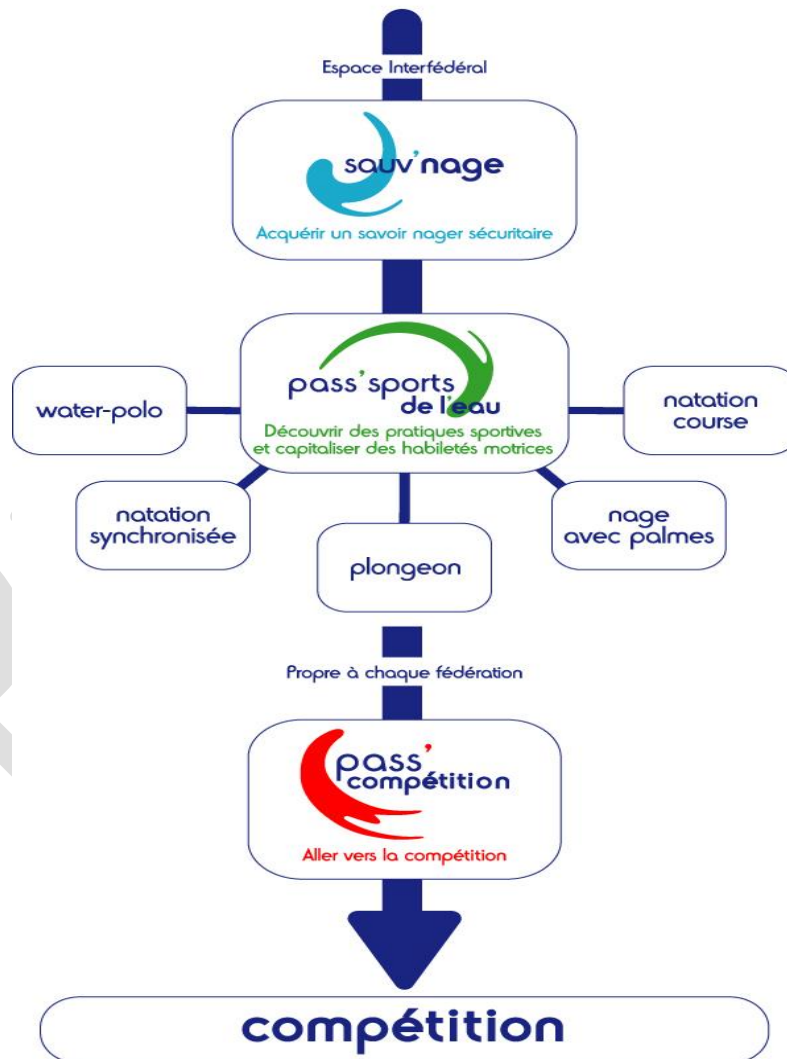 Espace Interfédéral
sauv'nage
Acquérir un savoir nager sécuritaire
pass'sports
de l'eau
Découvrir des pratiques sportives
et capitaliser des habiletés motrices
water-polo
natation
course
natation
synchronisée
nage
avec palmes
plongeon
Propre à chaque fédération
pass'
compétition
Aller vers la compétition
compétition